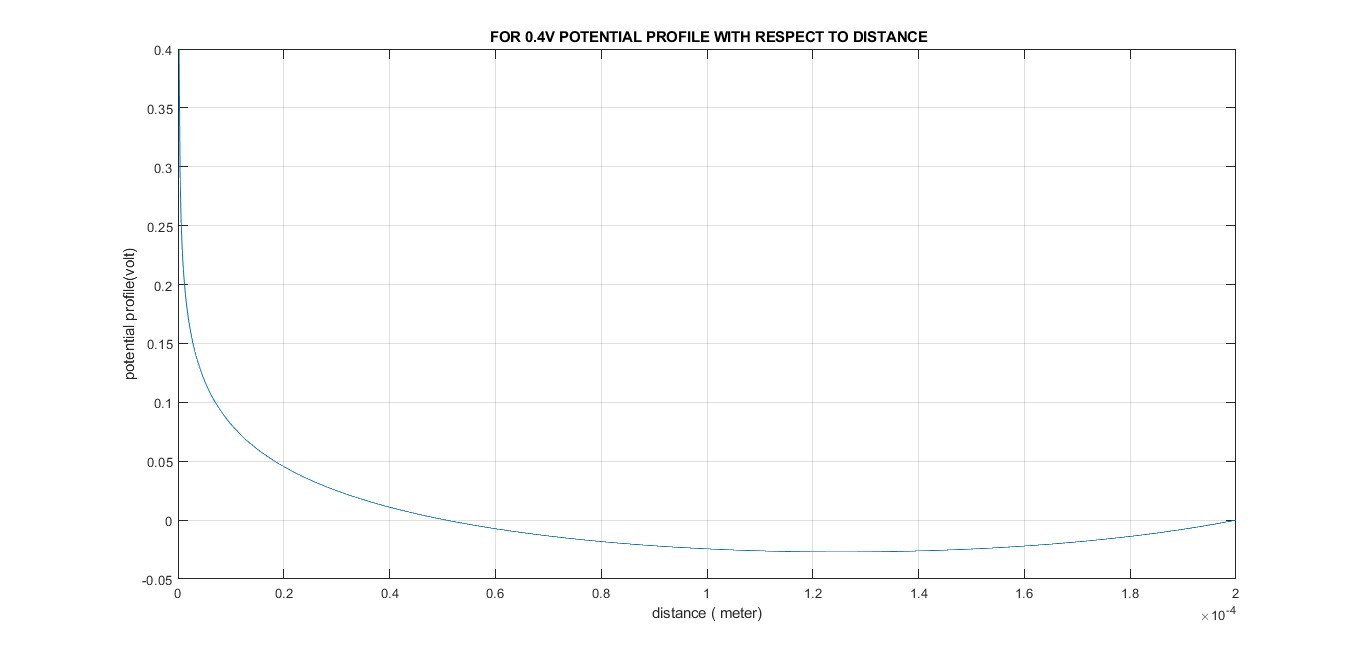 FOR 0.4V POTENTIAL PROFILE WITH RESPECT TO DISTANCE
0.4
0.35
0.3
0.25
0.2
0.15
0.1
0.05
0
-0.05
potential profile(volt)
0 0.2 0.4 0.6 0.8 1 1.2 1.4 1.6 1.8 2
distance ( meter)
×10⁻⁴